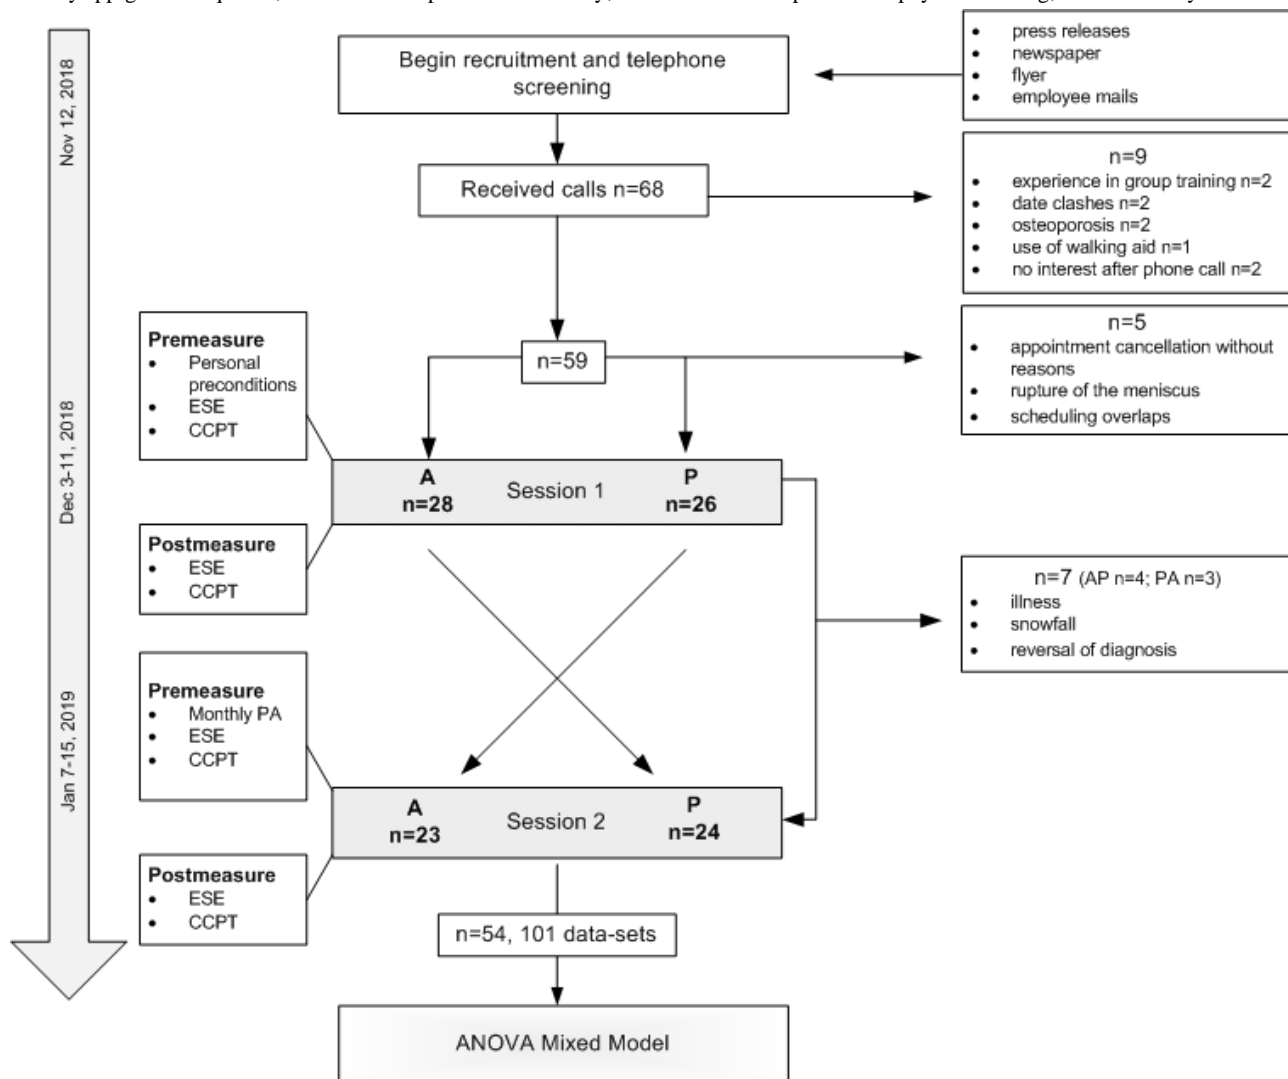 Begin recruitment and telephone
screening
• press releases
• newspaper
• flyer
• employee mails
Nov 12, 2018
Received calls n=68
n=9
• experience in group training n=2
• date clashes n=2
• osteoporosis n=2
• use of walking aid n=1
• no interest after phone call n=2
n=59
n=5
• appointment cancellation without
reasons
• rupture of the meniscus
• scheduling overlaps
Premeasure
• Personal
preconditions
• ESE
• CCPT
Dec 3-11, 2018
A
n=28
Session 1
P
n=26
Postmeasure
• ESE
• CCPT
n=7 (AP n=4; PA n=3)
• illness
• snowfall
• reversal of diagnosis
Premeasure
• Monthly PA
• ESE
• CCPT
Jan 7-15, 2019
A
n=23
Session 2
P
n=24
Postmeasure
• ESE
• CCPT
n=54, 101 data-sets
ANOVA Mixed Model